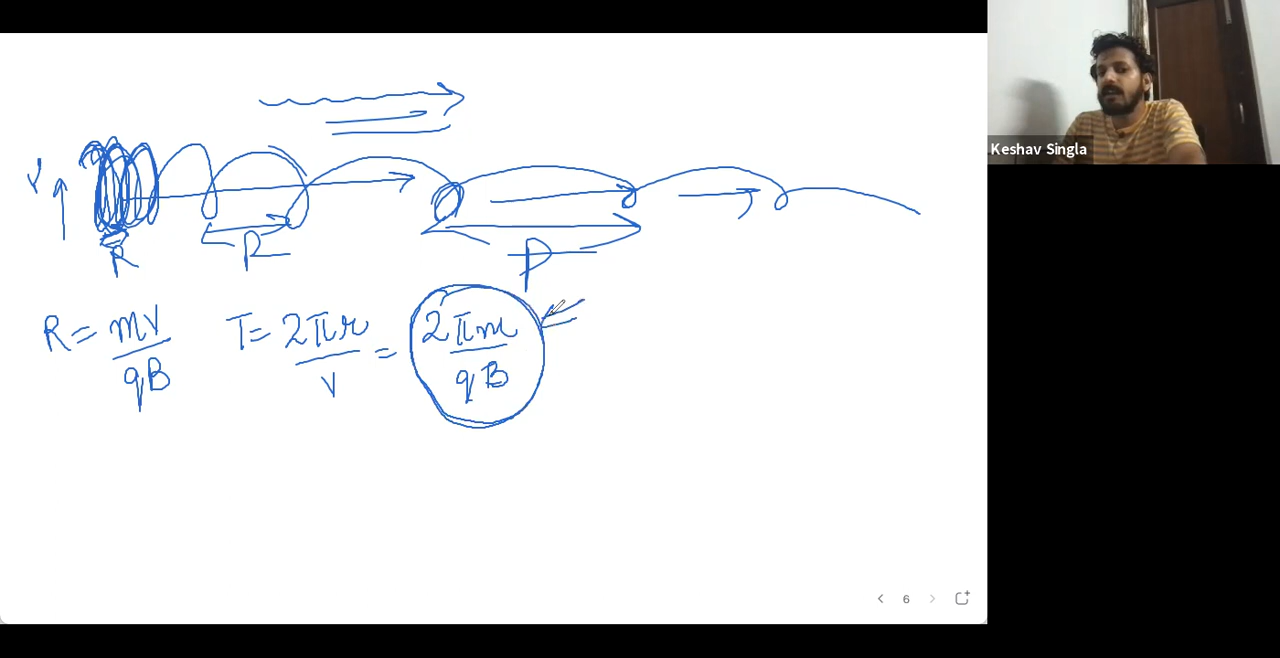 Keshav Singla
V
R
P
P
R = mv/qB T = 2πr/v = 2πm/qB
6